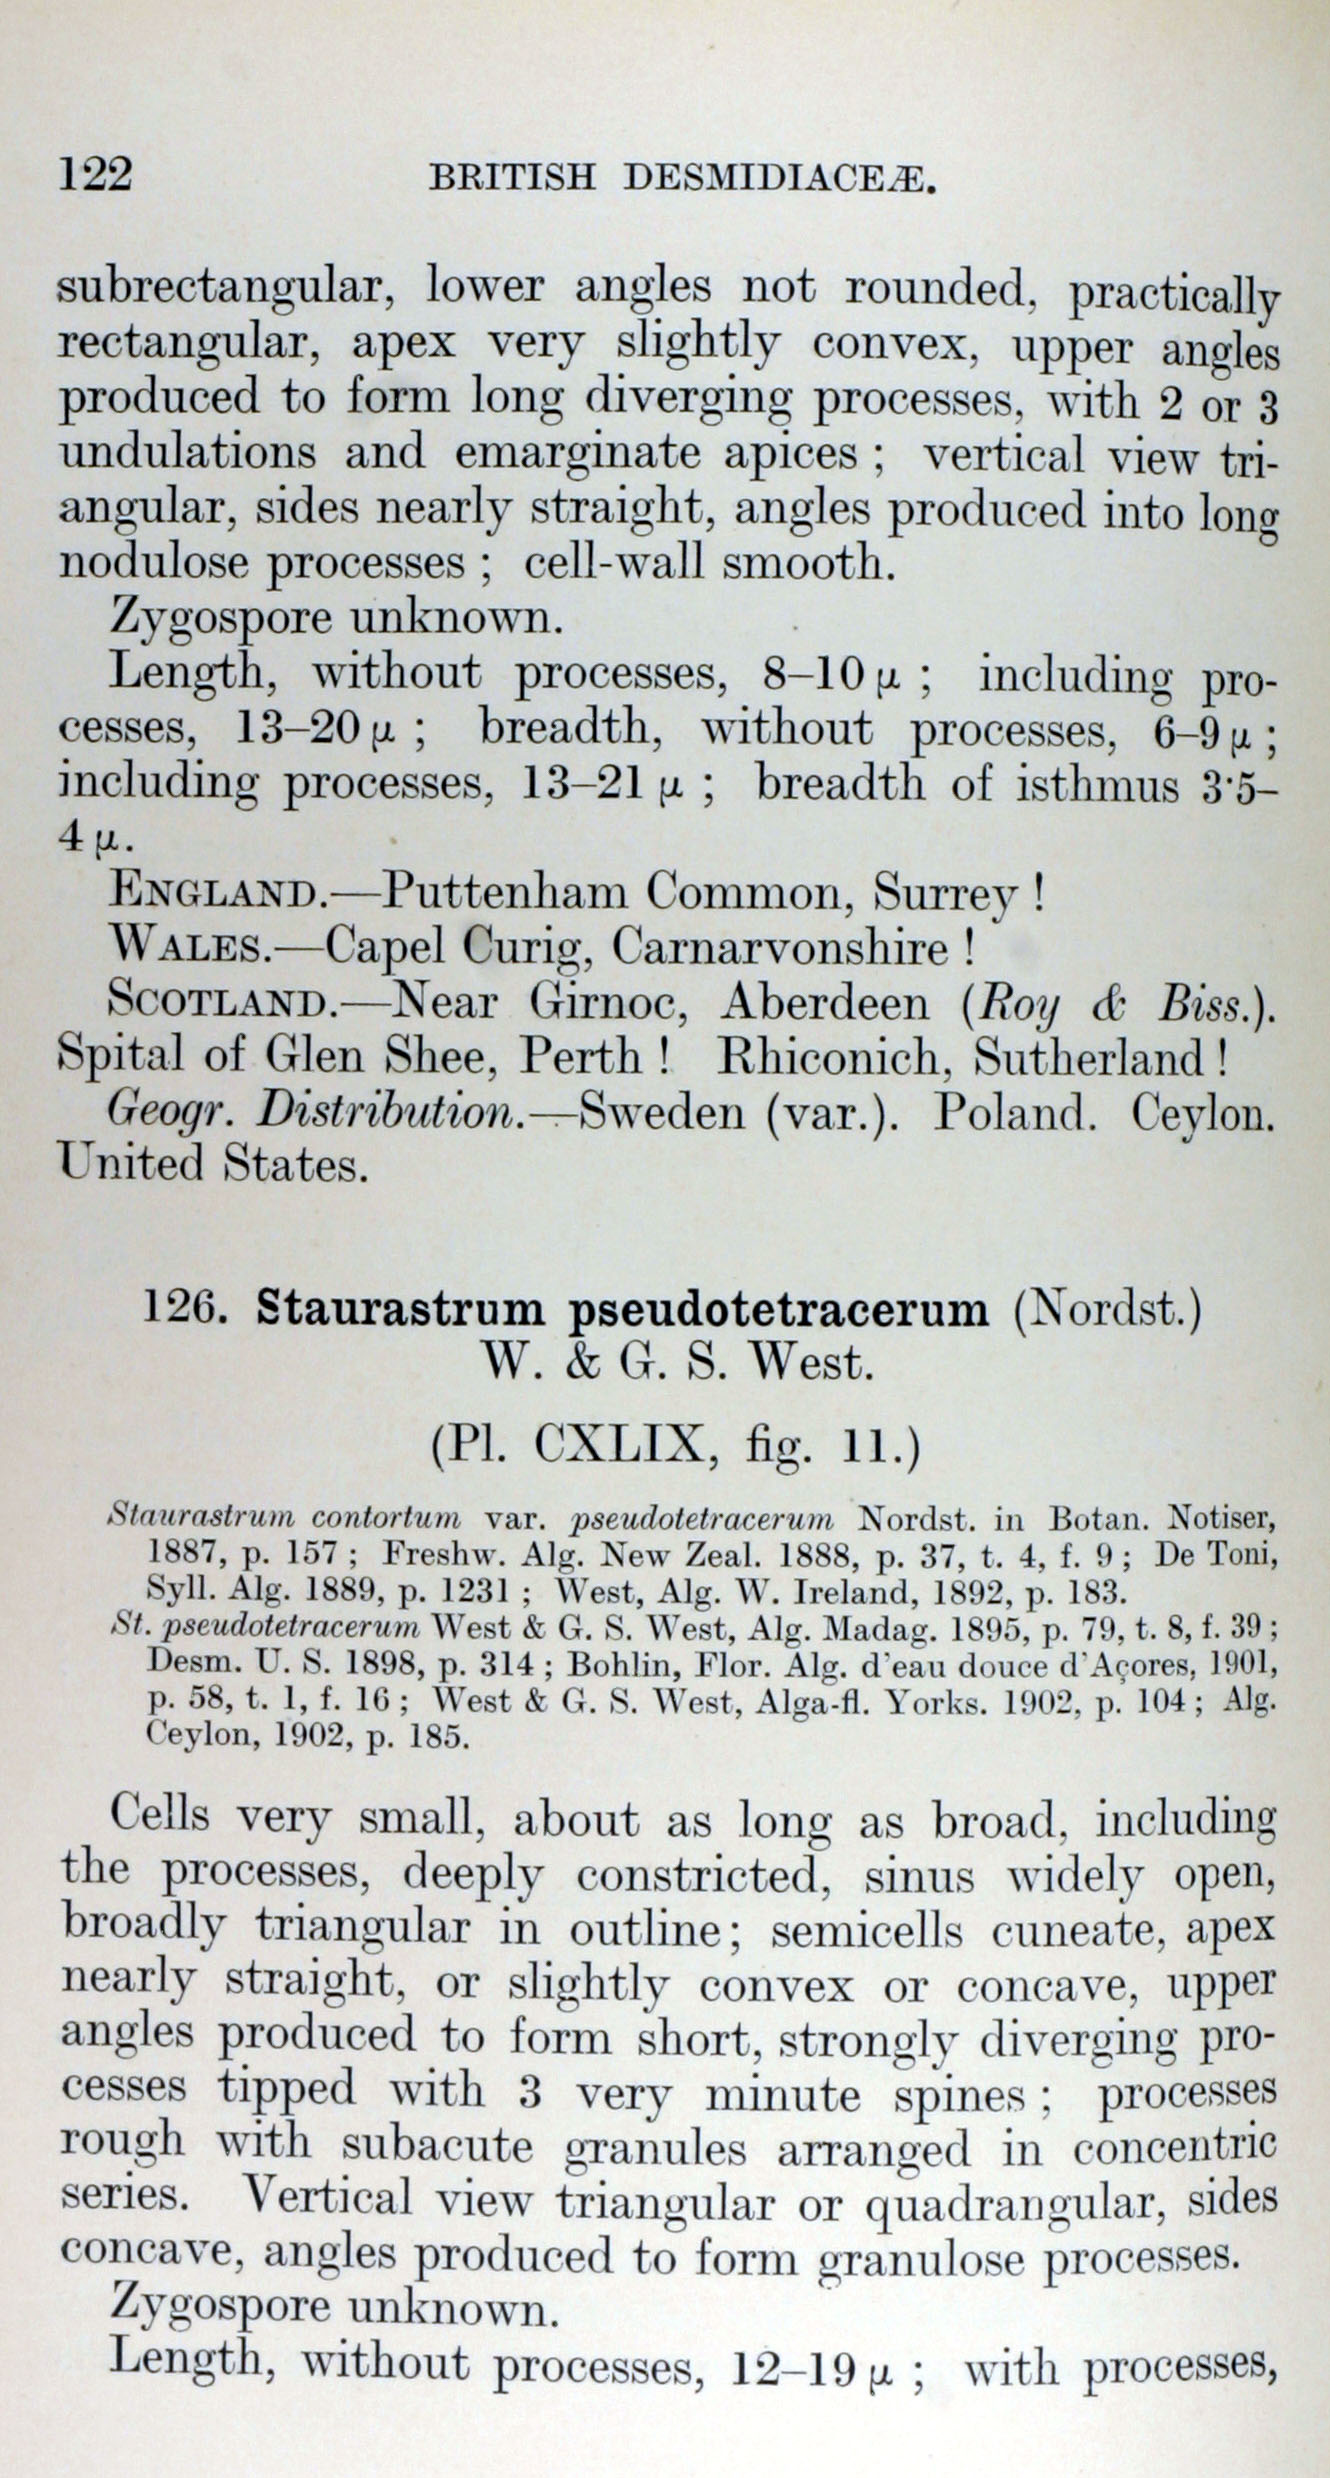 122 BRITISH DESMIDIACEÆ.
subrectangular, lower angles not rounded, practically
rectangular, apex very slightly convex, upper angles
produced to form long diverging processes, with 2 or 3
undulations and emarginate apices ; vertical view tri-
angular, sides nearly straight, angles produced into long
nodulose processes ; cell-wall smooth.
Zygospore unknown.
Length, without processes, 8–10 μ ; including pro-
cesses, 13–20 μ ; breadth, without processes, 6–9 μ ;
including processes, 13–21 μ ; breadth of isthmus 3·5–
4 μ.
ENGLAND.—Puttenham Common, Surrey !
WALES.—Capel Curig, Carnarvonshire !
SCOTLAND.—Near Girnoc, Aberdeen (Roy & Biss.).
Spital of Glen Shee, Perth ! Rhiconich, Sutherland !
Geogr. Distribution.—Sweden (var.). Poland. Ceylon.
United States.
126. Staurastrum pseudotetracerum (Nordst.)
W. & G. S. West.
(Pl. CXLIX, fig. 11.)
Staurastrum contortum var. pseudotetracerum Nordst. in Botan. Notiser,
1887, p. 157 ; Freshw. Alg. New Zeal. 1888, p. 37, t. 4, f. 9 ; De Toni,
Syll. Alg. 1889, p. 1231 ; West, Alg. W. Ireland, 1892, p. 183.
St. pseudotetracerum West & G. S. West, Alg. Madag. 1895, p. 79, t. 8, f. 39 ;
Desm. U. S. 1898, p. 314 ; Bohlin, Flor. Alg. d'eau douce d'Açores, 1901,
p. 58, t. 1, f. 16 ; West & G. S. West, Alga-fl. Yorks. 1902, p. 104 ; Alg.
Ceylon, 1902, p. 185.
Cells very small, about as long as broad, including
the processes, deeply constricted, sinus widely open,
broadly triangular in outline; semicells cuneate, apex
nearly straight, or slightly convex or concave, upper
angles produced to form short, strongly diverging pro-
cesses tipped with 3 very minute spines ; processes
rough with subacute granules arranged in concentric
series. Vertical view triangular or quadrangular, sides
concave, angles produced to form granulose processes.
Zygospore unknown.
Length, without processes, 12–19 μ ; with processes,